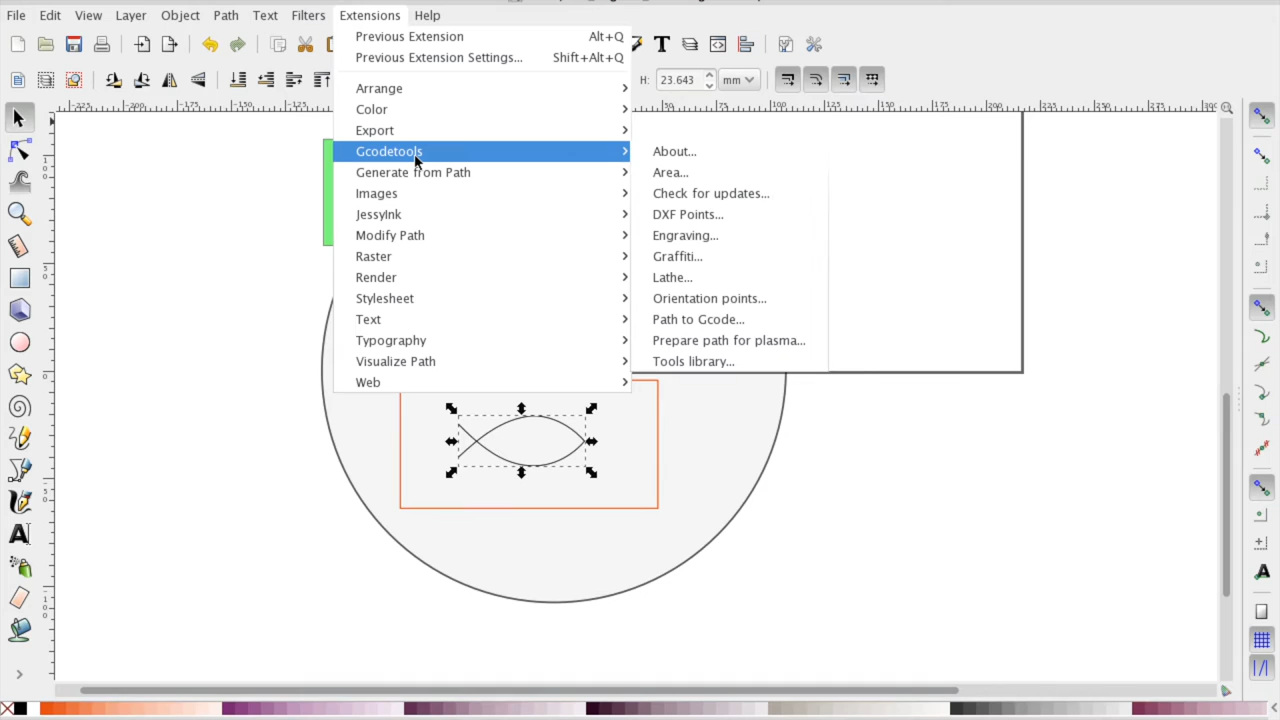 File Edit View Layer Object Path Text Filters Extensions Help
Previous Extension Alt+Q
Previous Extension Settings... Shift+Alt+Q
H: 23.643 mm
Arrange
Color
Export
Gcodetools
Generate from Path
Images
JessyInk
Modify Path
Raster
Render
Stylesheet
Text
Typography
Visualize Path
Web
About...
Area...
Check for updates...
DXF Points...
Engraving...
Graffiti...
Lathe...
Orientation points...
Path to Gcode...
Prepare path for plasma...
Tools library...